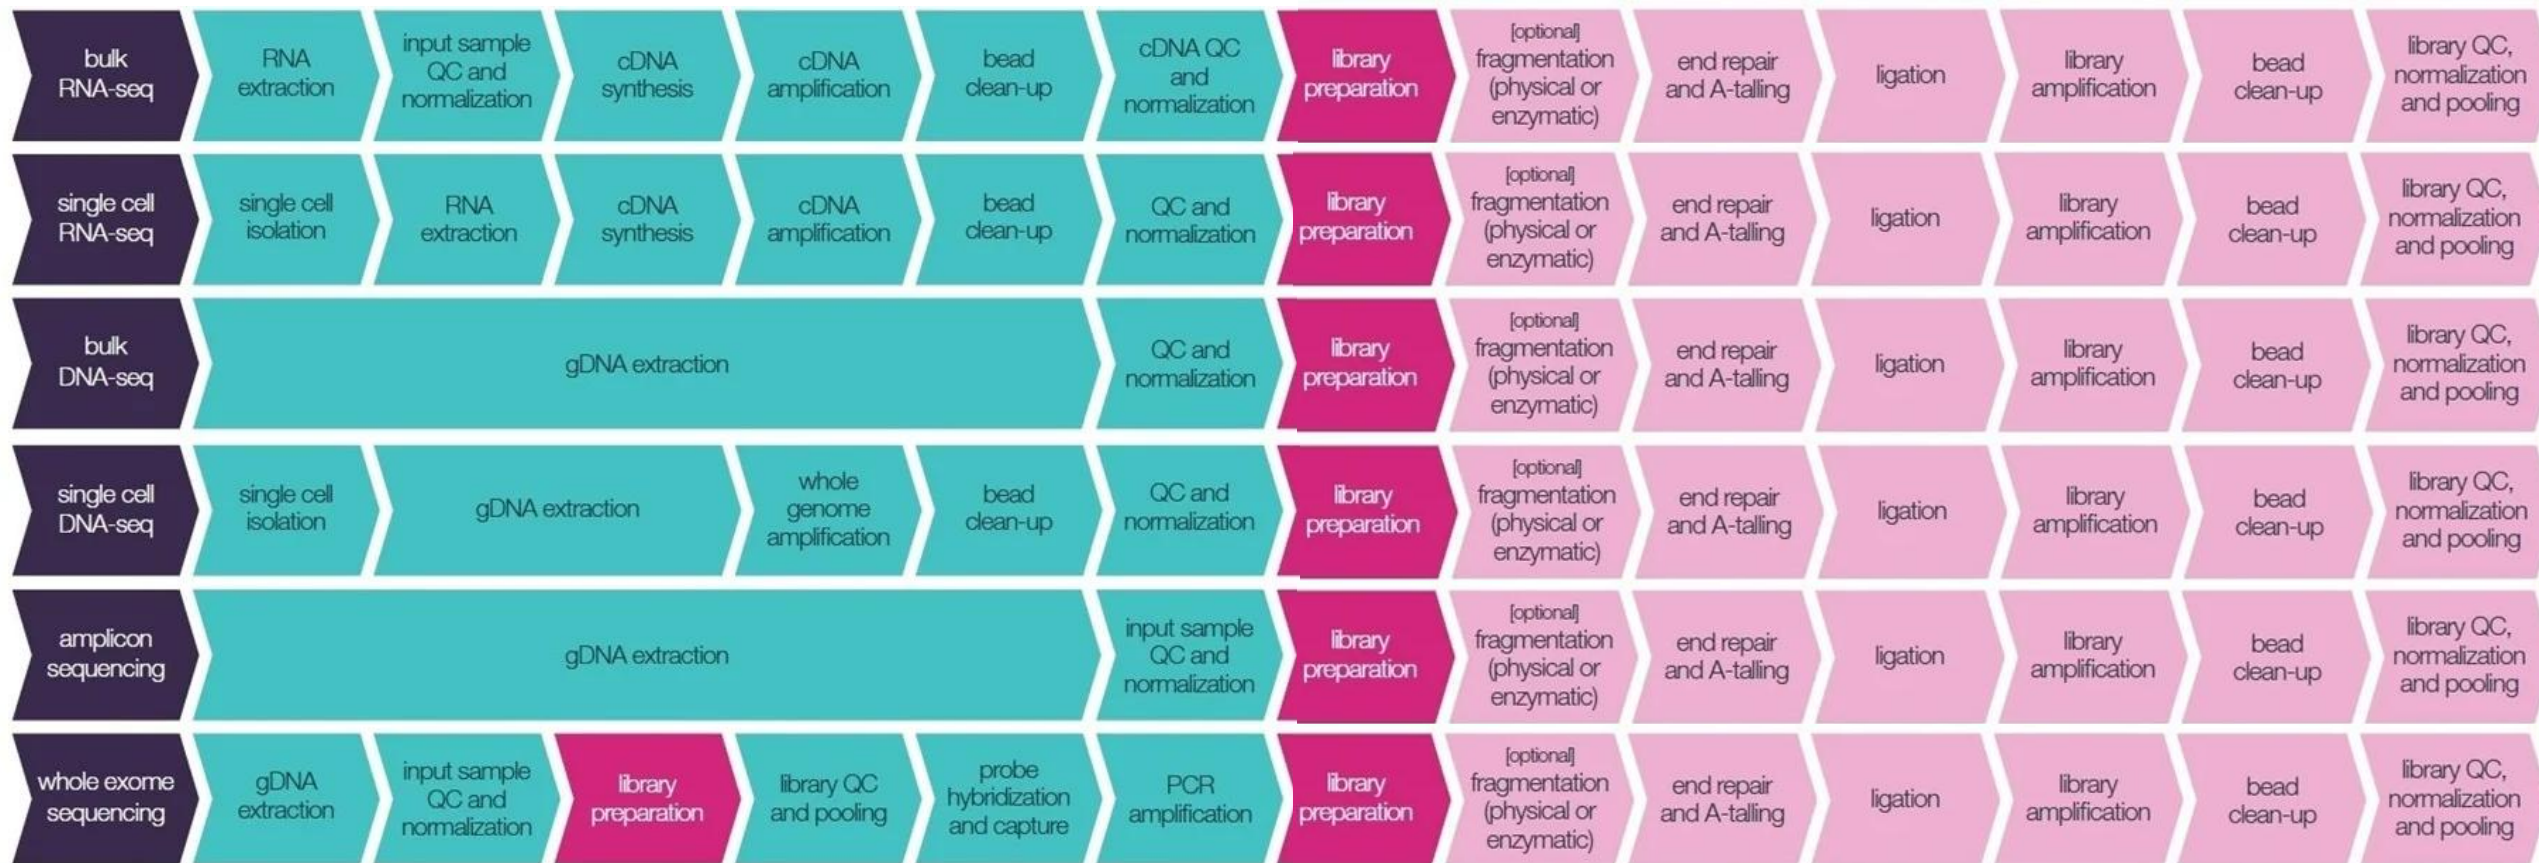 bulk
RNA-seq
RNA
extraction
input sample
QC and
normalization
cDNA
synthesis
cDNA
amplification
bead
clean-up
cDNA QC
and
normalization
library
preparation
[optional]
fragmentation
(physical or
enzymatic)
end repair
and A-talling
ligation
library
amplification
bead
clean-up
library QC,
normalization
and pooling
single cell
RNA-seq
single cell
isolation
RNA
extraction
cDNA
synthesis
cDNA
amplification
bead
clean-up
QC and
normalization
library
preparation
[optional]
fragmentation
(physical or
enzymatic)
end repair
and A-talling
ligation
library
amplification
bead
clean-up
library QC,
normalization
and pooling
bulk
DNA-seq
gDNA extraction
QC and
normalization
library
preparation
[optional]
fragmentation
(physical or
enzymatic)
end repair
and A-talling
ligation
library
amplification
bead
clean-up
library QC,
normalization
and pooling
single cell
DNA-seq
single cell
isolation
gDNA extraction
whole
genome
amplification
bead
clean-up
QC and
normalization
library
preparation
[optional]
fragmentation
(physical or
enzymatic)
end repair
and A-talling
ligation
library
amplification
bead
clean-up
library QC,
normalization
and pooling
amplicon
sequencing
gDNA extraction
input sample
QC and
normalization
library
preparation
[optional]
fragmentation
(physical or
enzymatic)
end repair
and A-talling
ligation
library
amplification
bead
clean-up
library QC,
normalization
and pooling
whole exome
sequencing
gDNA
extraction
input sample
QC and
normalization
library
preparation
library QC
and pooling
probe
hybridization
and capture
PCR
amplification
library
preparation
[optional]
fragmentation
(physical or
enzymatic)
end repair
and A-talling
ligation
library
amplification
bead
clean-up
library QC,
normalization
and pooling